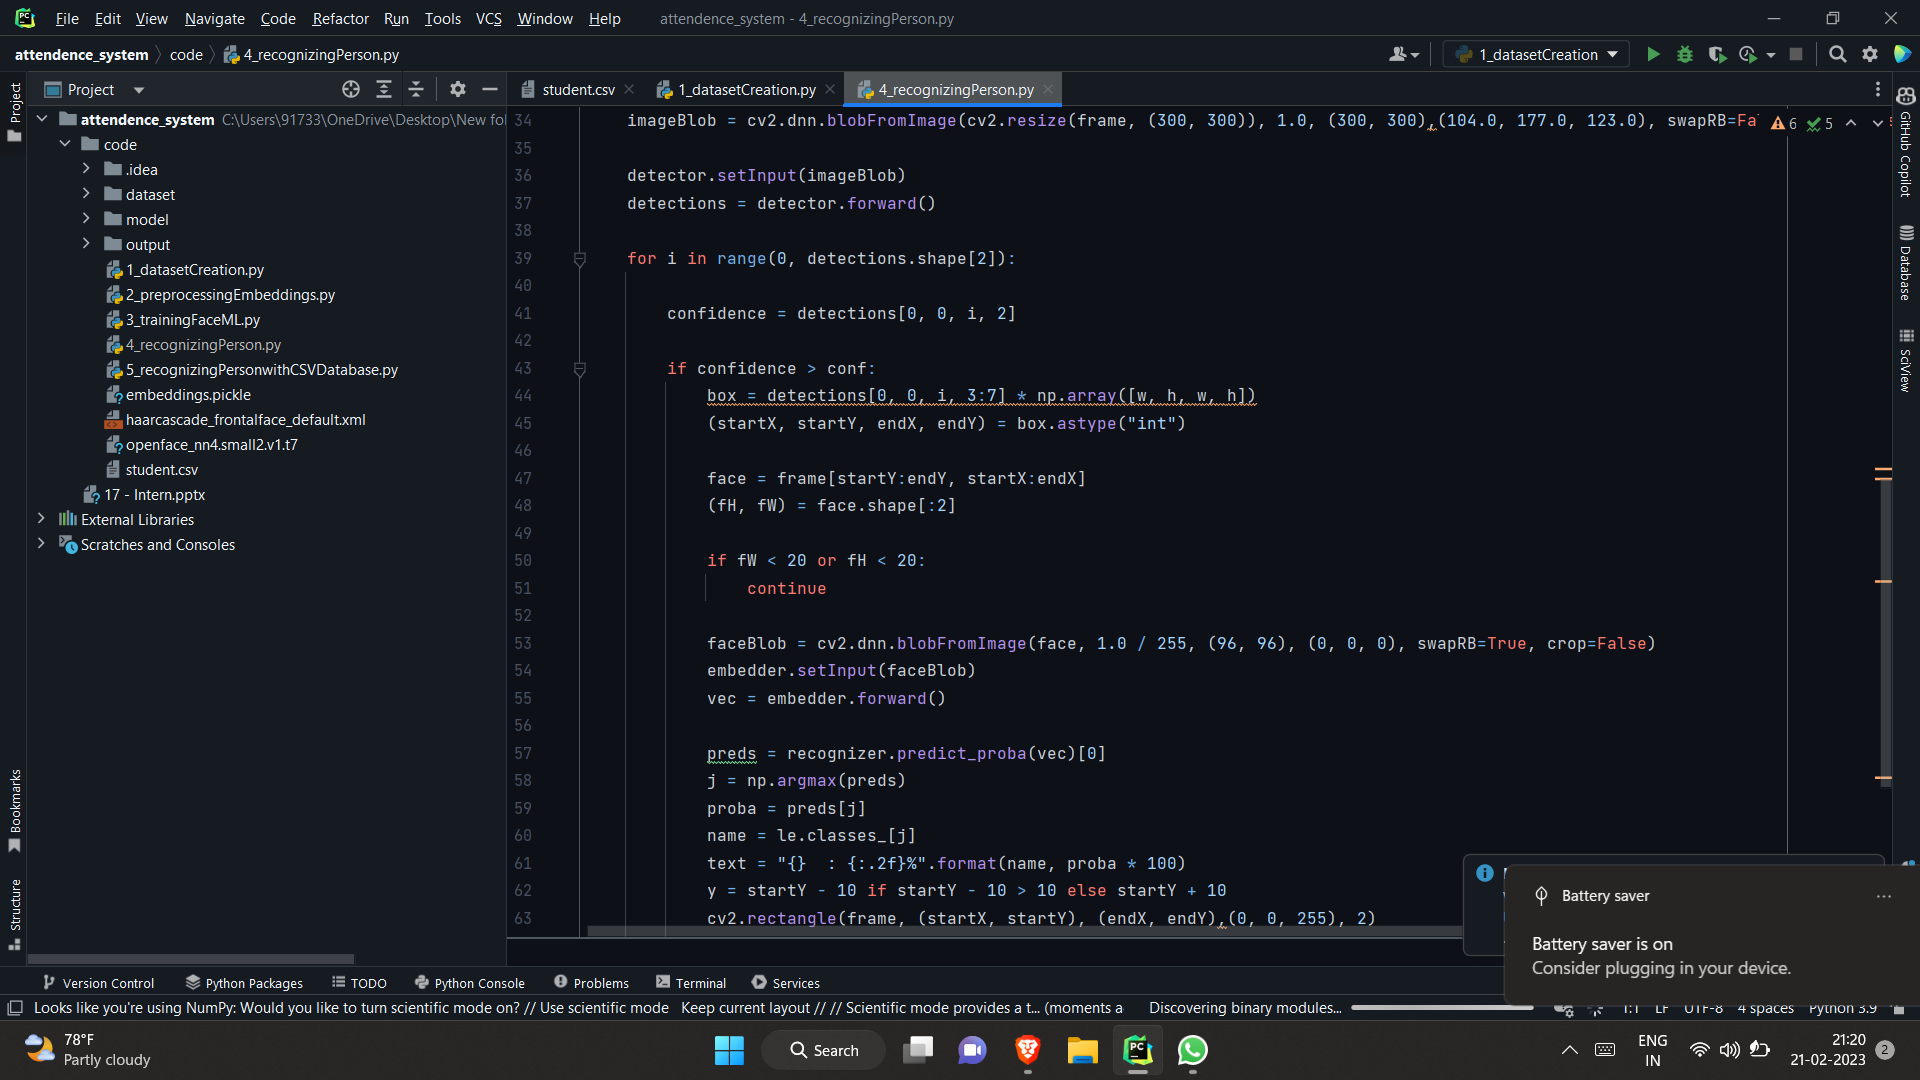 File Edit View Navigate Code Refactor Run Tools VCS Window Help attendence_system - 4_recognizingPerson.py
attendence_system code 4_recognizingPerson.py 1_datasetCreation
Project student.csv 1_datasetCreation.py 4_recognizingPerson.py
Project
attendence_system C:\Users\91733\OneDrive\Desktop\New fol
code
.idea
dataset
model
output
1_datasetCreation.py
2_preprocessingEmbeddings.py
3_trainingFaceML.py
4_recognizingPerson.py
5_recognizingPersonwithCSVDatabase.py
embeddings.pickle
haarcascade_frontalface_default.xml
openface_nn4.small2.v1.t7
student.csv
17 - Intern.pptx
External Libraries
Scratches and Consoles
Bookmarks
Structure
34 imageBlob = cv2.dnn.blobFromImage(cv2.resize(frame, (300, 300)), 1.0, (300, 300),(104.0, 177.0, 123.0), swapRB=Fa 6 5
35
36 detector.setInput(imageBlob)
37 detections = detector.forward()
38
39 for i in range(0, detections.shape[2]):
40
41 confidence = detections[0, 0, i, 2]
42
43 if confidence > conf:
44 box = detections[0, 0, i, 3:7] * np.array([w, h, w, h])
45 (startX, startY, endX, endY) = box.astype("int")
46
47 face = frame[startY:endY, startX:endX]
48 (fH, fW) = face.shape[:2]
49
50 if fW < 20 or fH < 20:
51 continue
52
53 faceBlob = cv2.dnn.blobFromImage(face, 1.0 / 255, (96, 96), (0, 0, 0), swapRB=True, crop=False)
54 embedder.setInput(faceBlob)
55 vec = embedder.forward()
56
57 preds = recognizer.predict_proba(vec)[0]
58 j = np.argmax(preds)
59 proba = preds[j]
60 name = le.classes_[j]
61 text = "{}  : {:.2f}%".format(name, proba * 100)
62 y = startY - 10 if startY - 10 > 10 else startY + 10
63 cv2.rectangle(frame, (startX, startY), (endX, endY),(0, 0, 255), 2)
GitHub Copilot
Database
SciView
Battery saver
Battery saver is on
Consider plugging in your device.
Version Control Python Packages TODO Python Console Problems Terminal Services
Looks like you're using NumPy: Would you like to turn scientific mode on? // Use scientific mode Keep current layout // // Scientific mode provides a t... (moments a Discovering binary modules... 1:1 LF UTF-8 4 spaces Python 3.9
78°F
Partly cloudy
Search
ENG
IN
21:20
21-02-2023
2